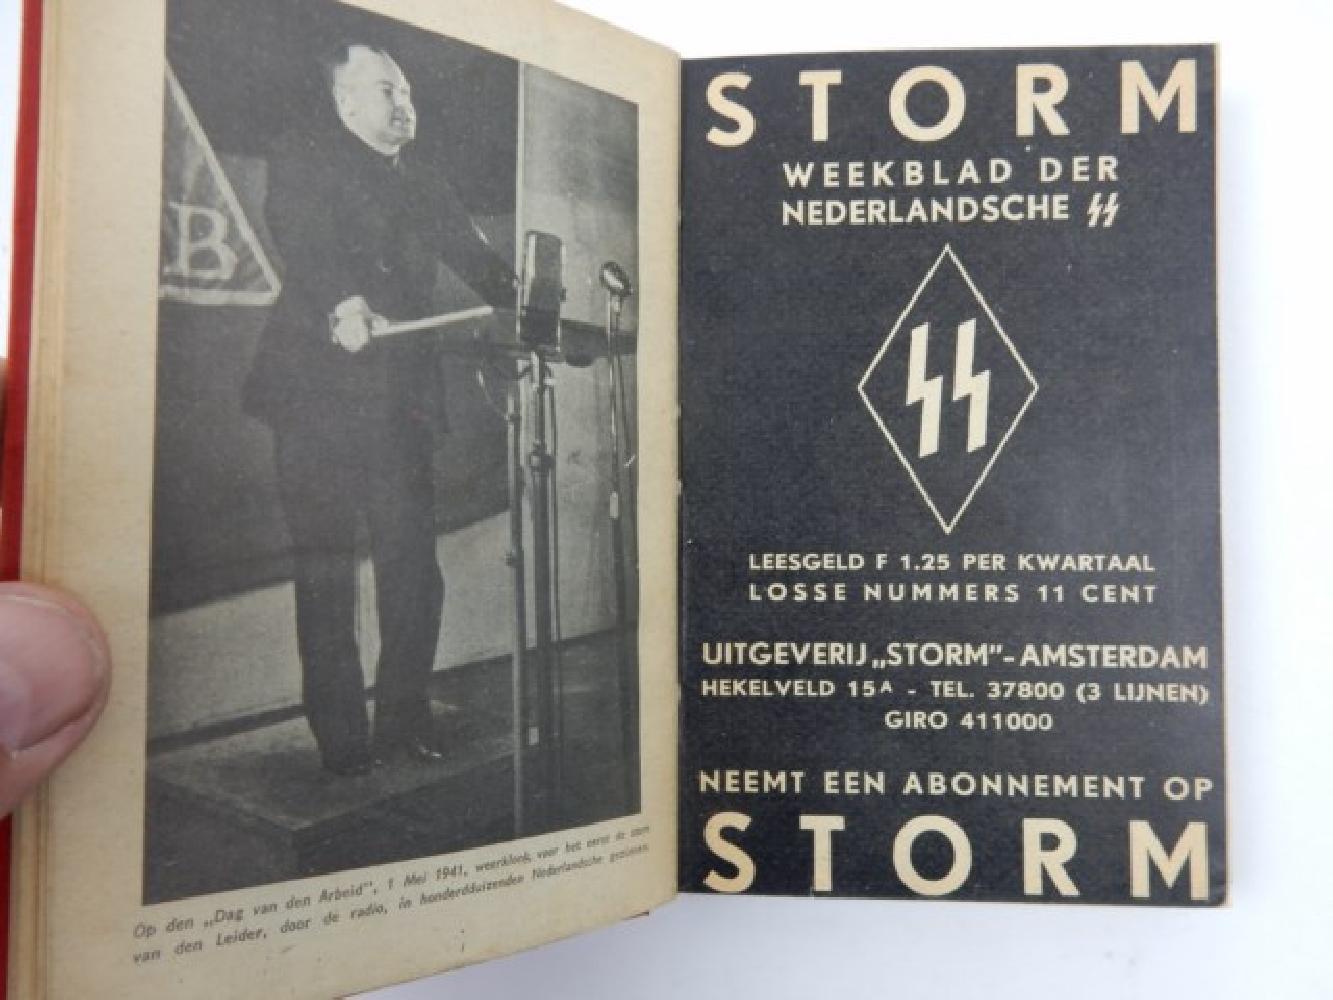 B
Op den „Dag van den Arbeid”, 1 Mei 1941, weerklonk, voor het eerst de stem
van den Leider, door de radio, in honderdduizenden Nederlandsche gezinnen.
STORM
WEEKBLAD DER
NEDERLANDSCHE SS
SS
LEESGELD F 1.25 PER KWARTAAL
LOSSE NUMMERS 11 CENT
UITGEVERIJ „STORM”-AMSTERDAM
HEKELVELD 15A - TEL. 37800 (3 LIJNEN)
GIRO 411000
NEEMT EEN ABONNEMENT OP
STORM